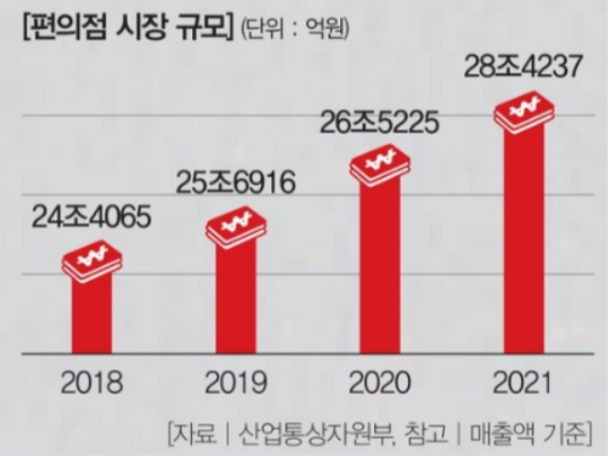 [편의점 시장 규모] (단위 : 억원)
28조4237
26조5225
25조6916
24조4065
2018 2019 2020 2021
[자료 | 산업통상자원부, 참고 | 매출액 기준]